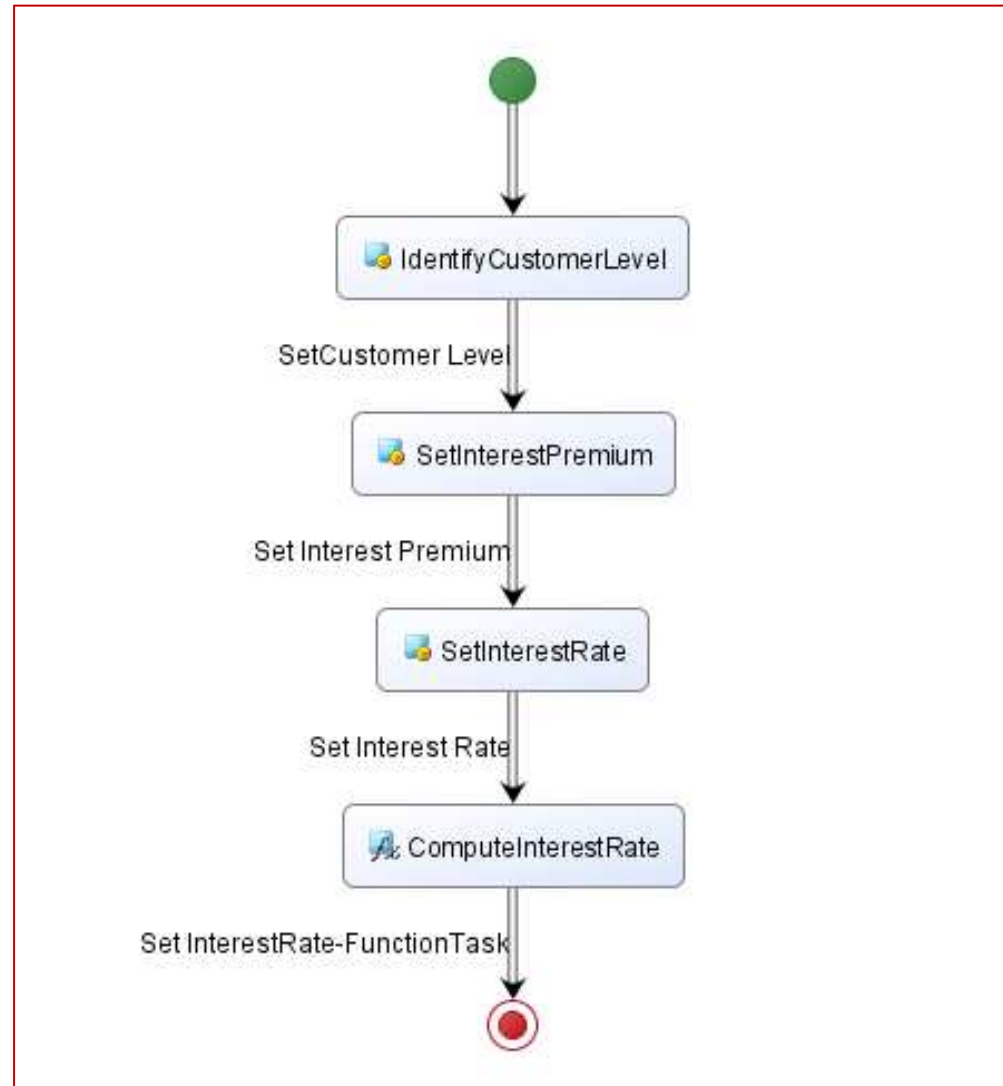 IdentifyCustomerLevel
SetCustomer Level
SetInterestPremium
Set Interest Premium
SetInterestRate
Set Interest Rate
ComputeInterestRate
Set InterestRate-FunctionTask